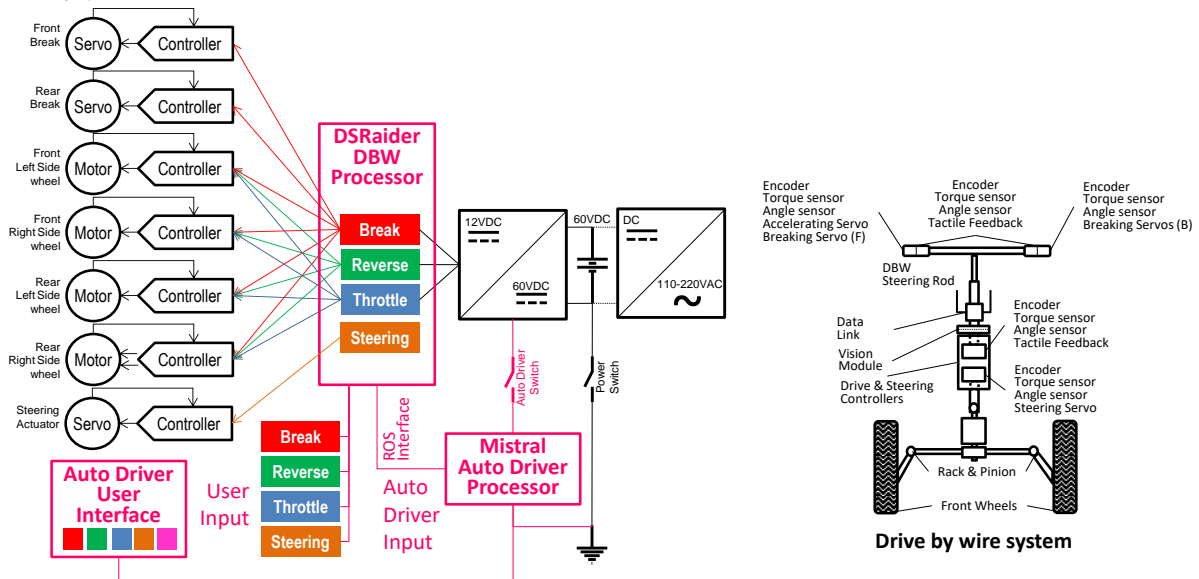 Front
Break
Servo
Controller
Rear
Break
Servo
Controller
Front
Left Side
wheel
Motor
Controller
Front
Right Side
wheel
Motor
Controller
Rear
Left Side
wheel
Motor
Controller
Rear
Right Side
wheel
Motor
Controller
Steering
Actuator
Servo
Controller
DSRaider
DBW
Processor
Break
Reverse
Throttle
Steering
12VDC
60VDC
60VDC
DC
110-220VAC
Auto Driver
Switch
Power
Switch
ROS
Interface
Mistral
Auto Driver
Processor
Auto Driver
User
Interface
User
Input
Break
Reverse
Throttle
Steering
Auto
Driver
Input
Encoder
Torque sensor
Angle sensor
Accelerating Servo
Breaking Servo (F)
Encoder
Torque sensor
Angle sensor
Tactile Feedback
Encoder
Torque sensor
Angle sensor
Breaking Servos (B)
DBW
Steering Rod
Data
Link
Vision
Module
Drive & Steering
Controllers
Encoder
Torque sensor
Angle sensor
Tactile Feedback
Encoder
Torque sensor
Angle sensor
Steering Servo
Rack & Pinion
Front Wheels
Drive by wire system